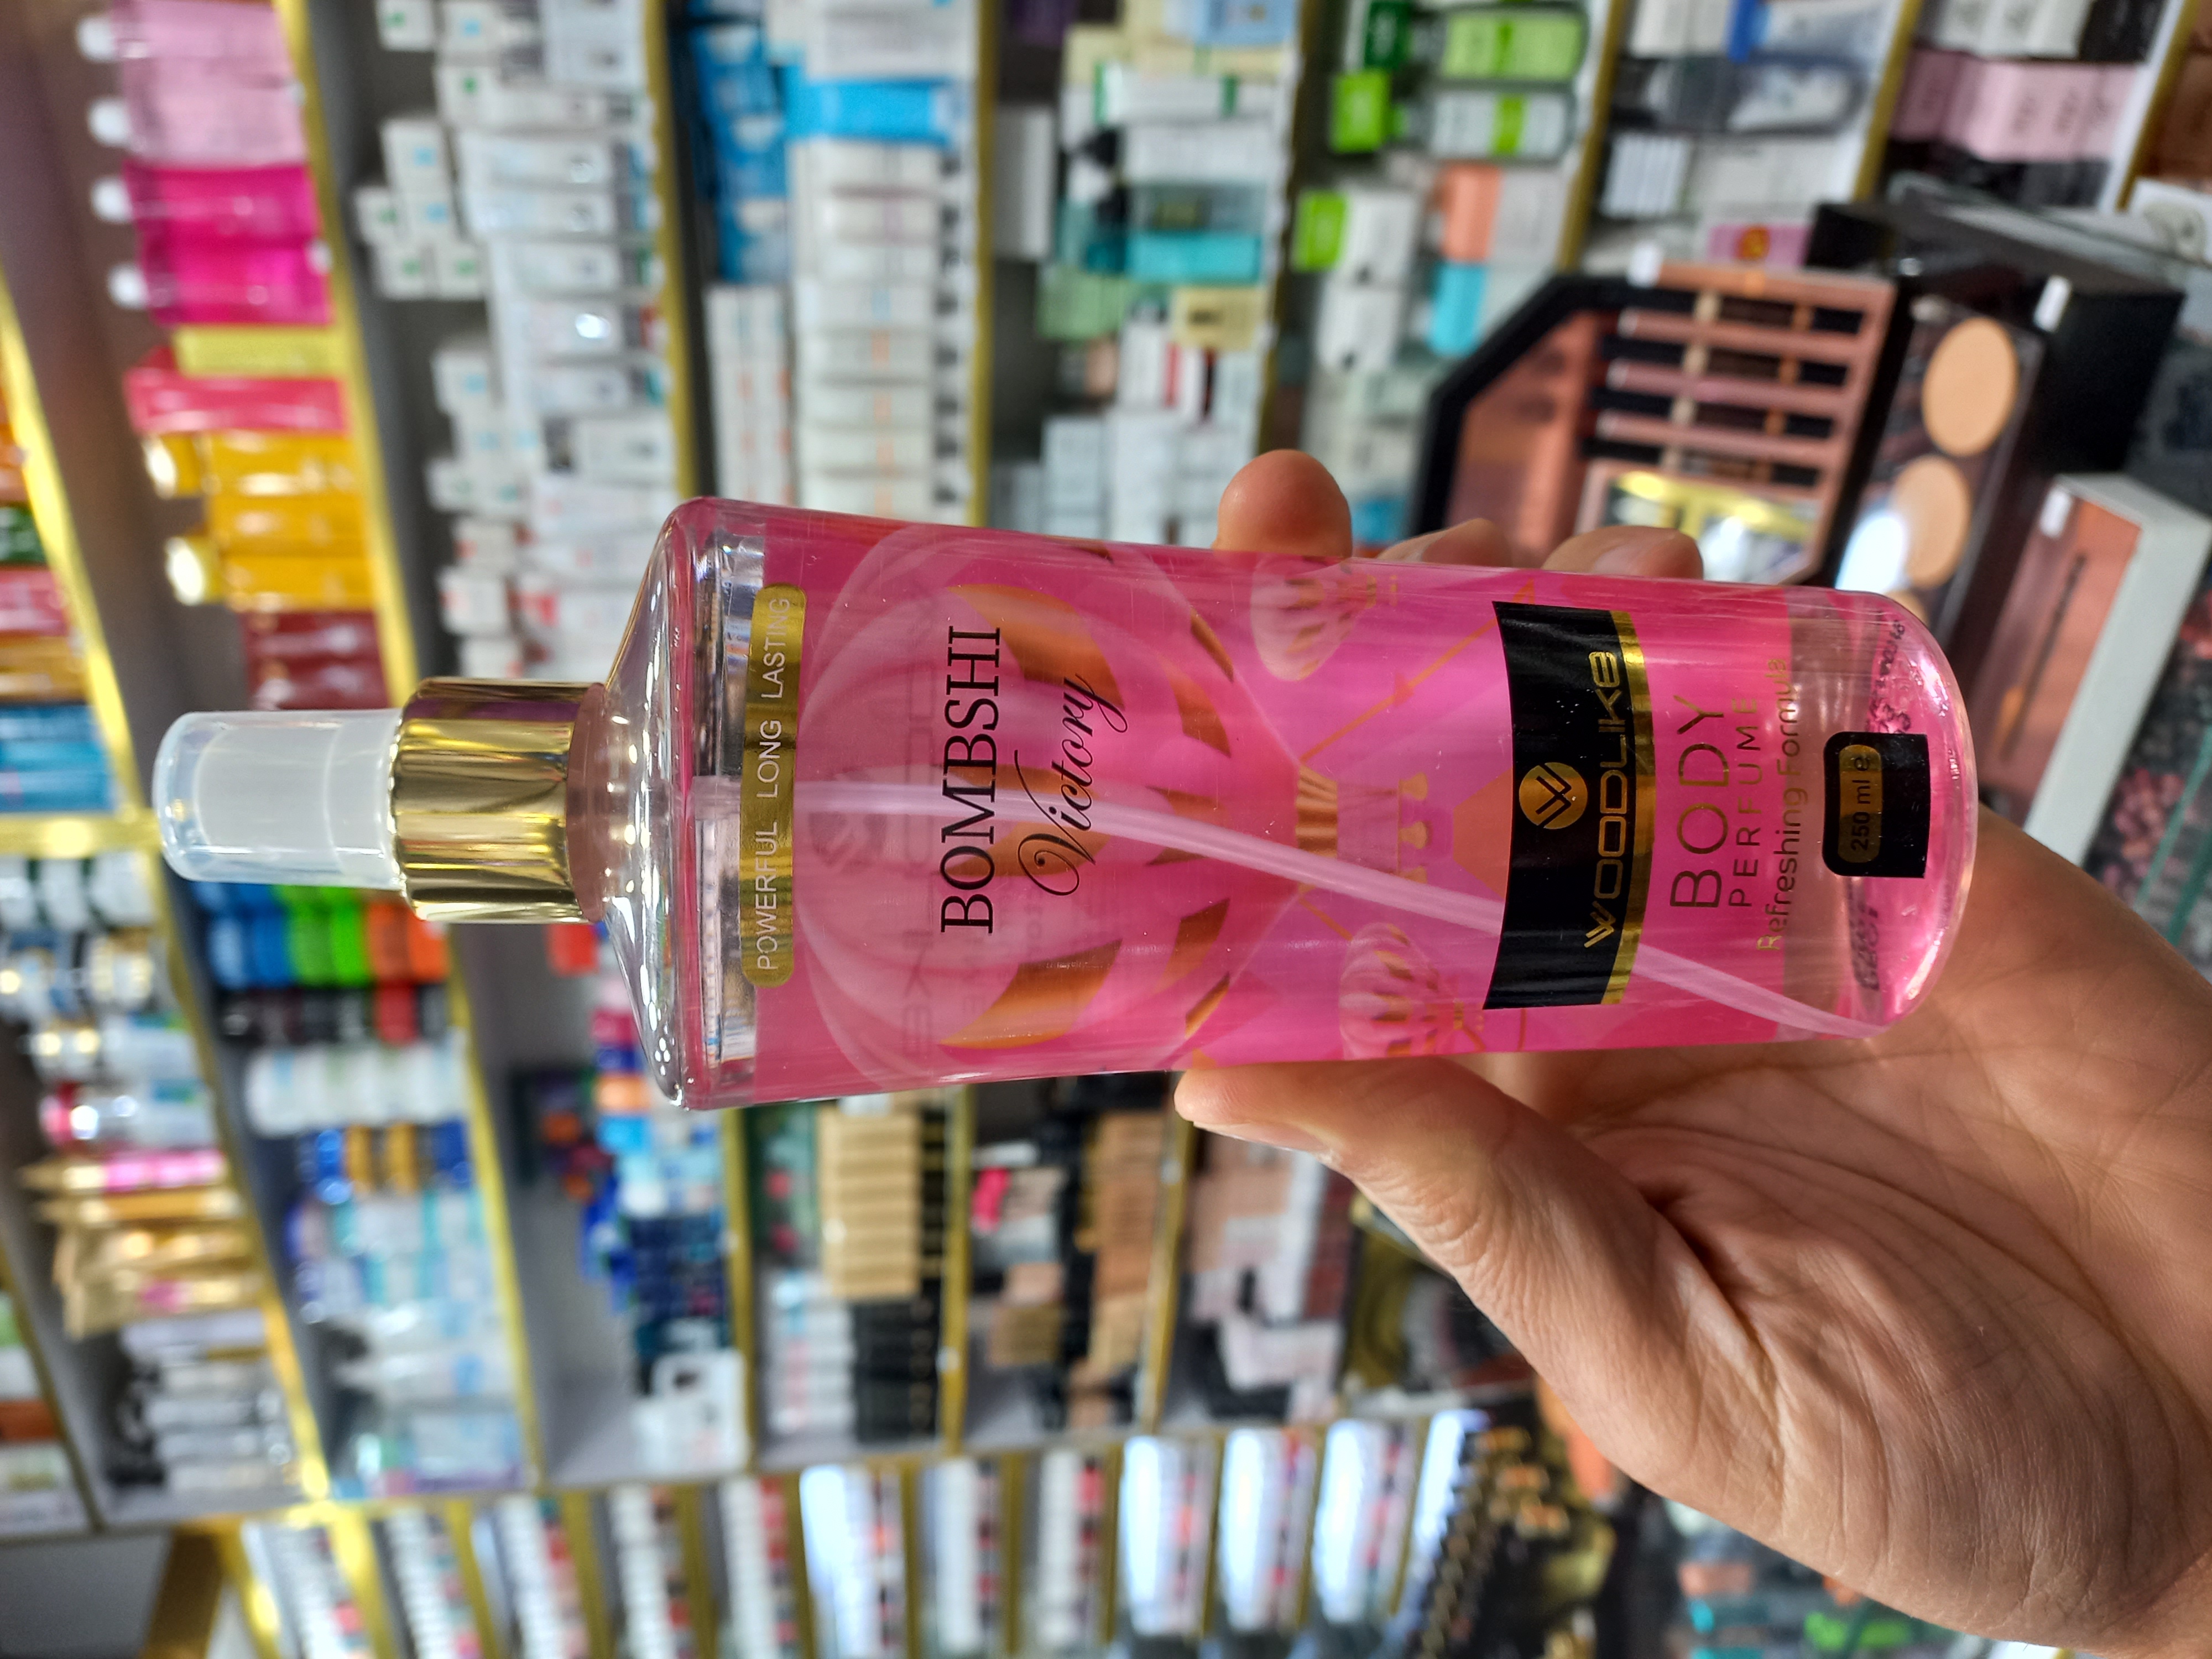 POWERFUL LONG LASTING
BOMBSHI
Victory
WOODLIKE
BODY
PERFUME
Refreshing Formula
250 ml e